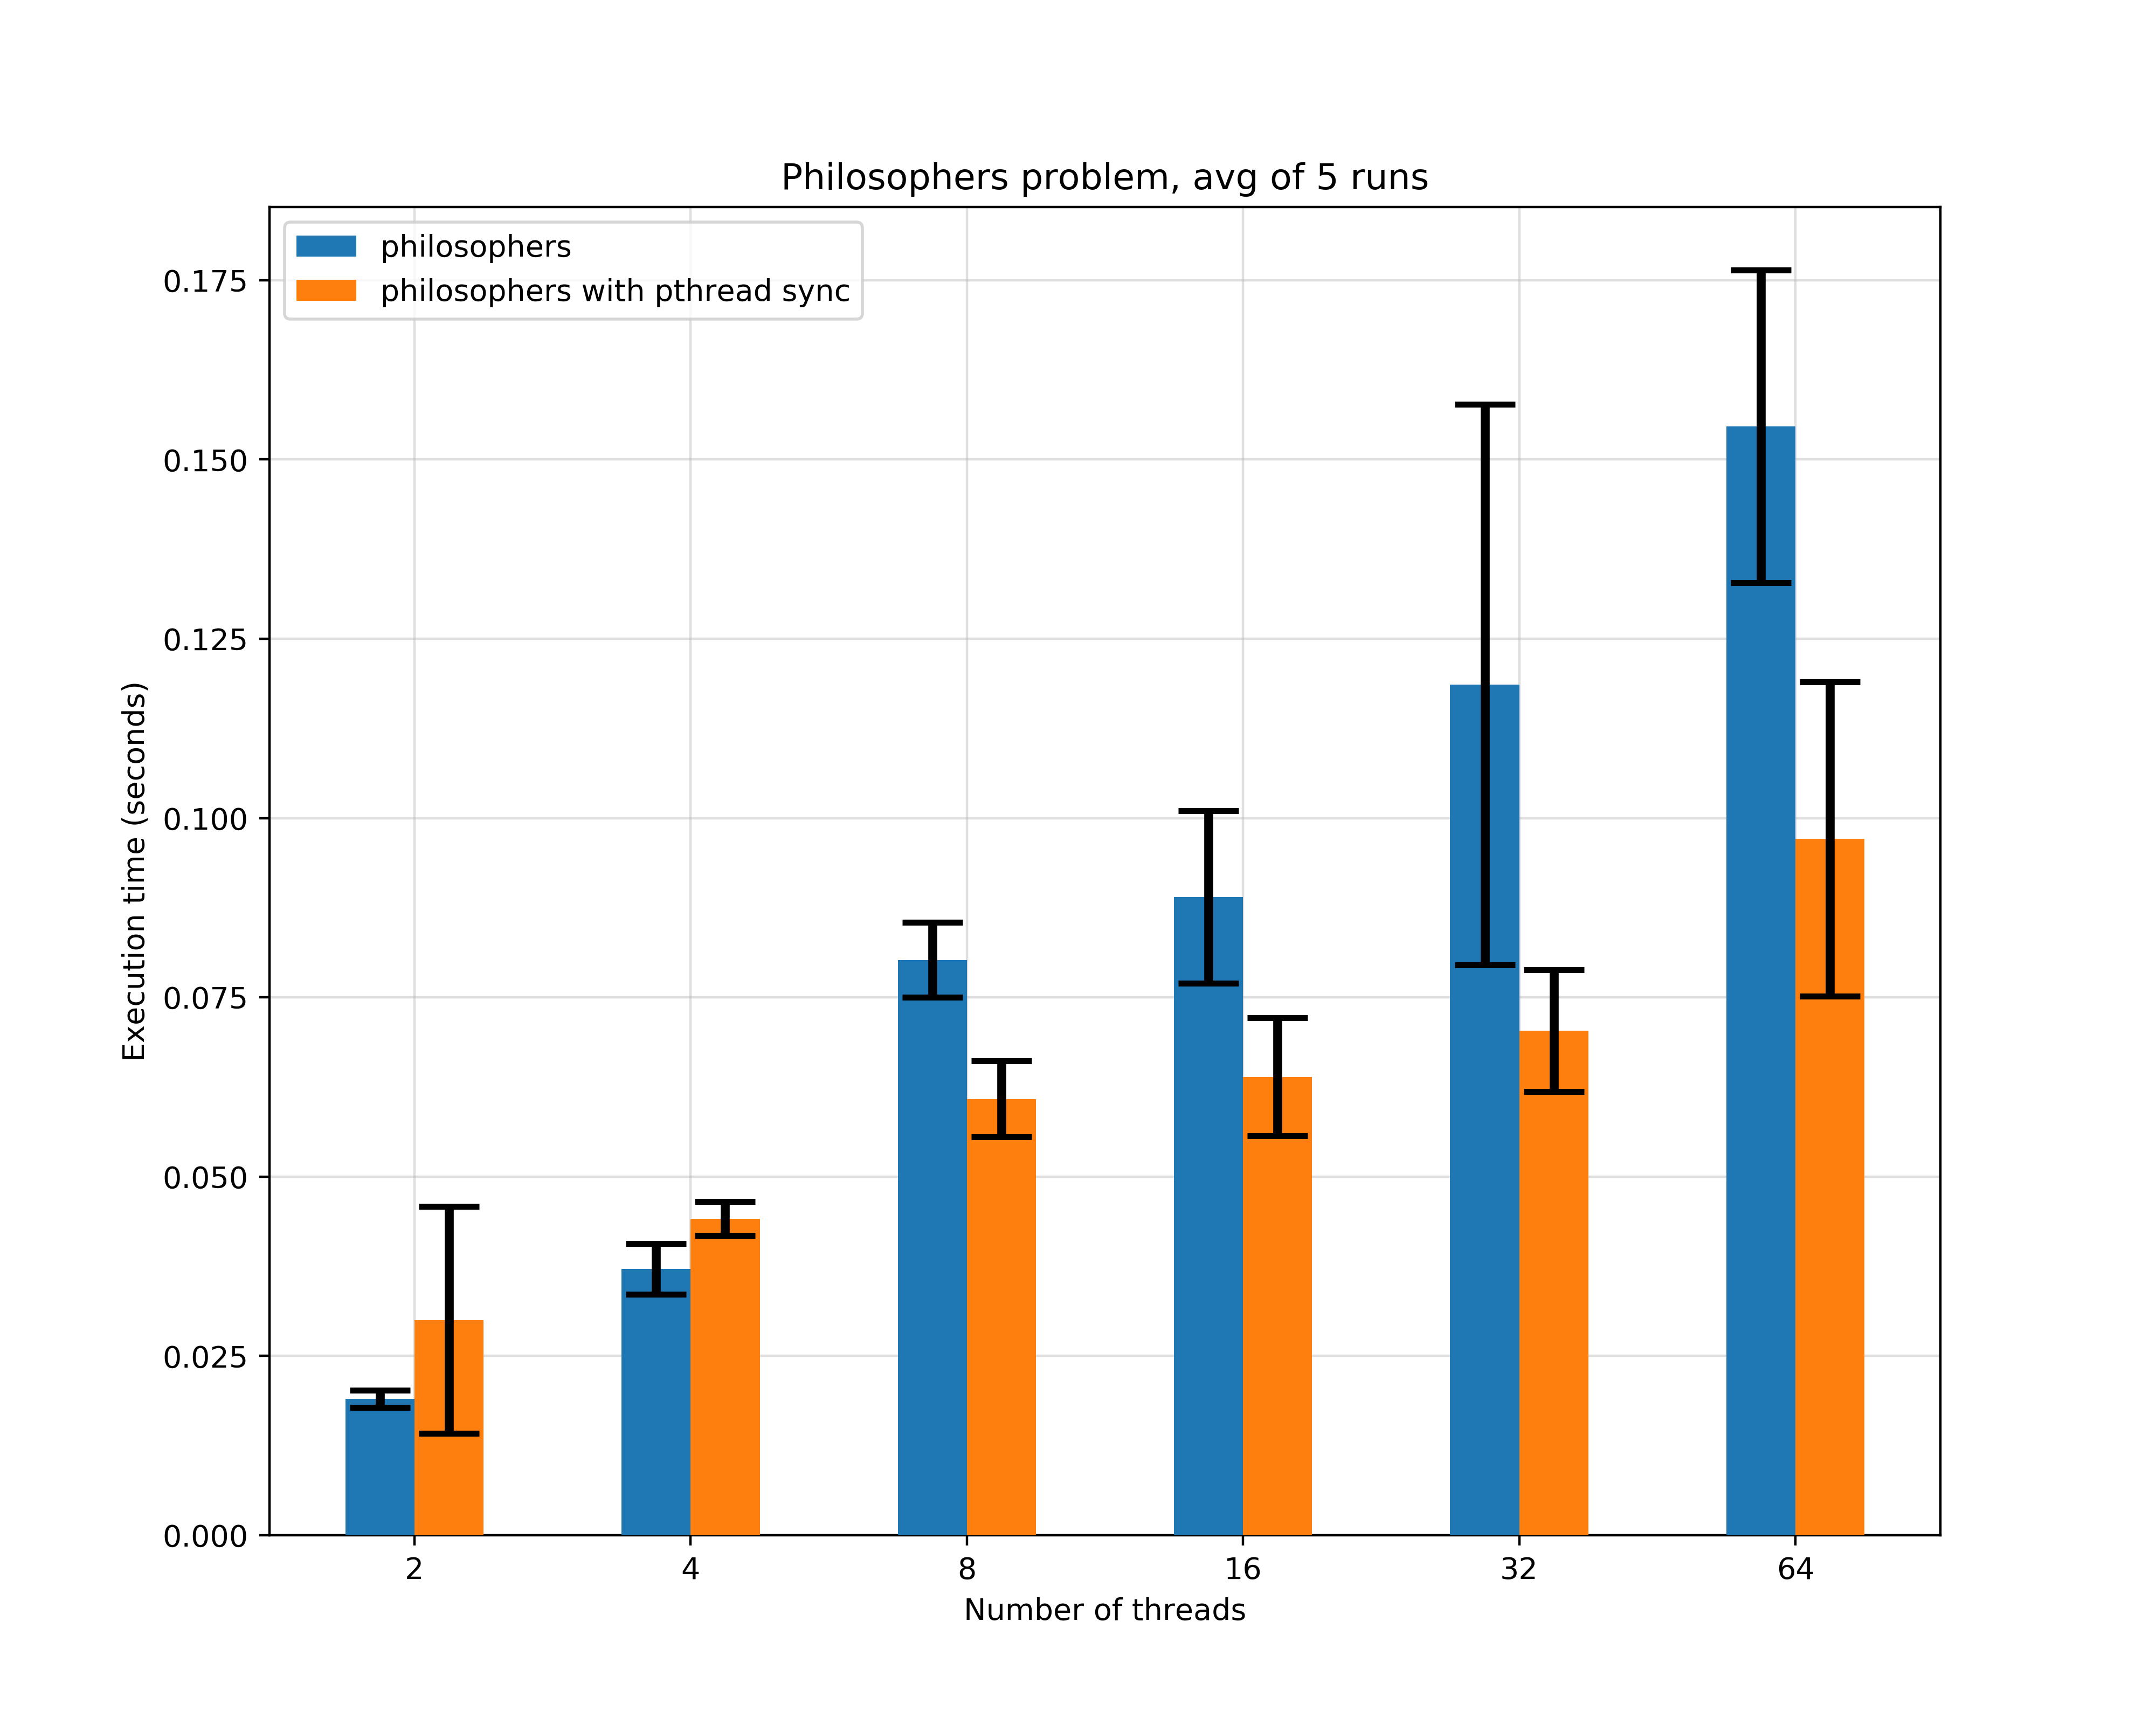 Philosophers problem, avg of 5 runs
philosophers
philosophers with pthread sync
0.175
0.150
0.125
0.100
0.075
0.050
0.025
0.000
Execution time (seconds)
2 4 8 16 32 64
Number of threads